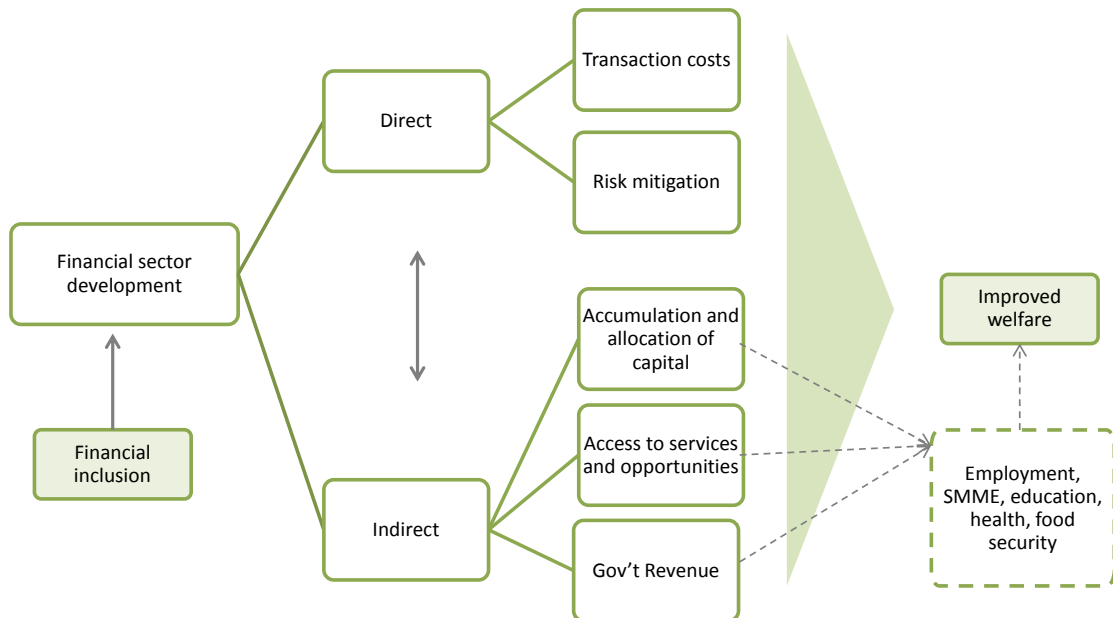 Transaction costs
Direct
Risk mitigation
Financial sector
development
Accumulation and
allocation of
capital
Improved
welfare
Financial
inclusion
Access to services
and opportunities
Employment,
SMME, education,
health, food
security
Indirect
Gov’t Revenue